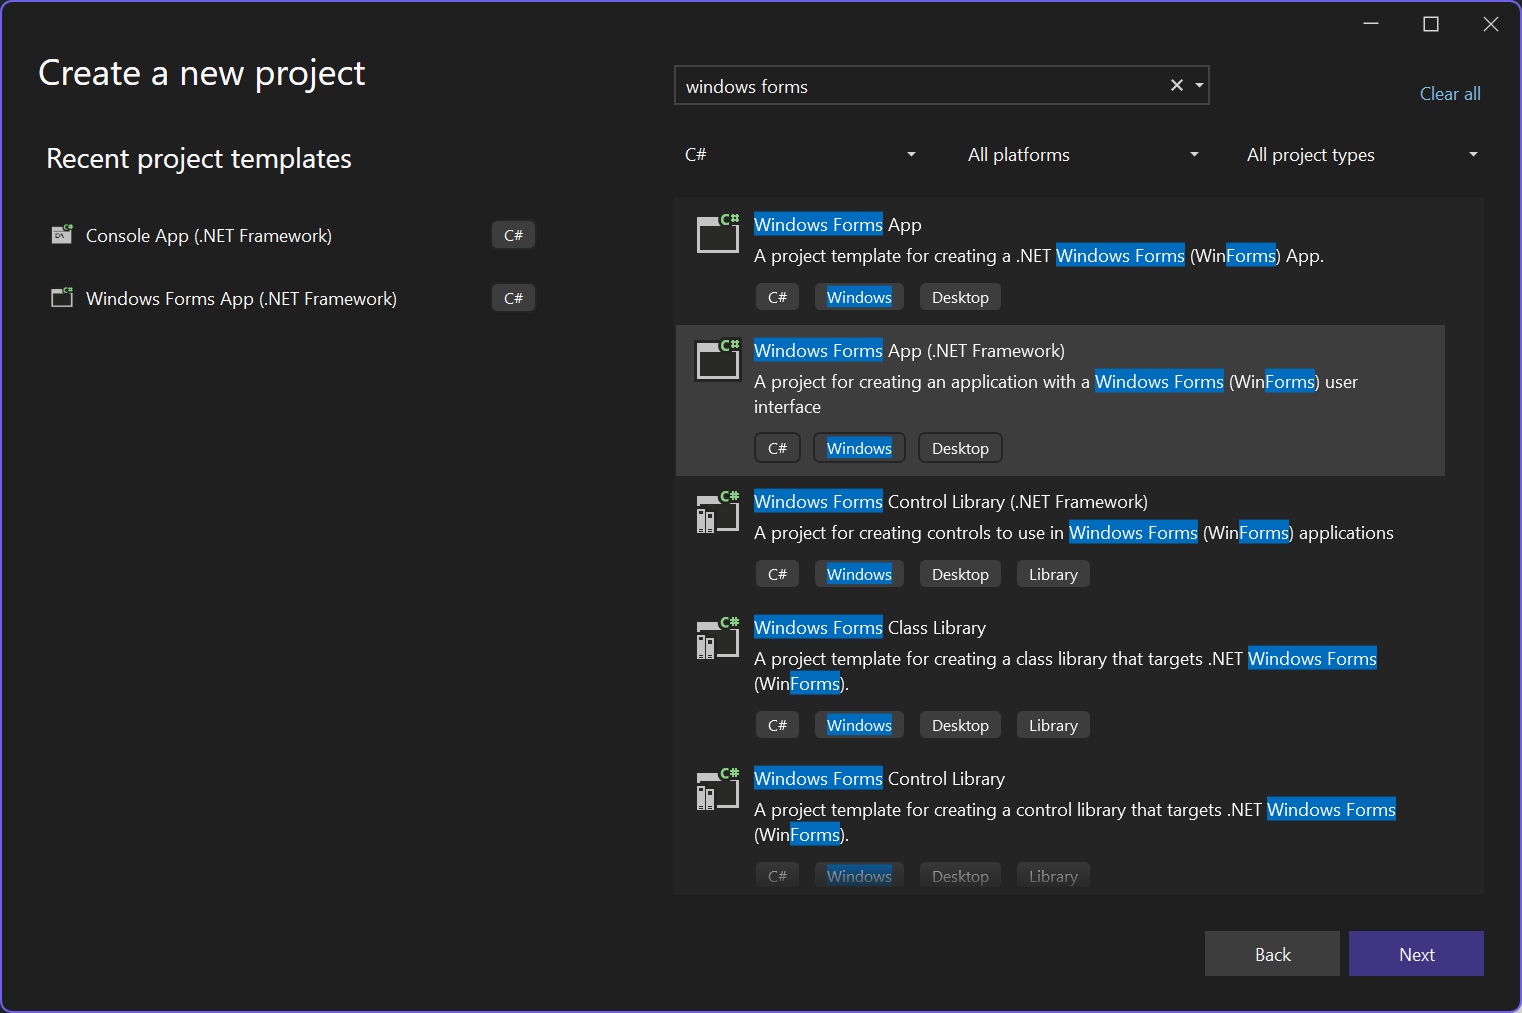 Create a new project
windows forms
Clear all
Recent project templates
C#
All platforms
All project types
Console App (.NET Framework)
C#
Windows Forms App (.NET Framework)
C#
Windows Forms App
A project template for creating a .NET Windows Forms (WinForms) App.
C# Windows Desktop
Windows Forms App (.NET Framework)
A project for creating an application with a Windows Forms (WinForms) user
interface
C# Windows Desktop
Windows Forms Control Library (.NET Framework)
A project for creating controls to use in Windows Forms (WinForms) applications
C# Windows Desktop Library
Windows Forms Class Library
A project template for creating a class library that targets .NET Windows Forms
(WinForms).
C# Windows Desktop Library
Windows Forms Control Library
A project template for creating a control library that targets .NET Windows Forms
(WinForms).
C# Windows Desktop Library
Back
Next